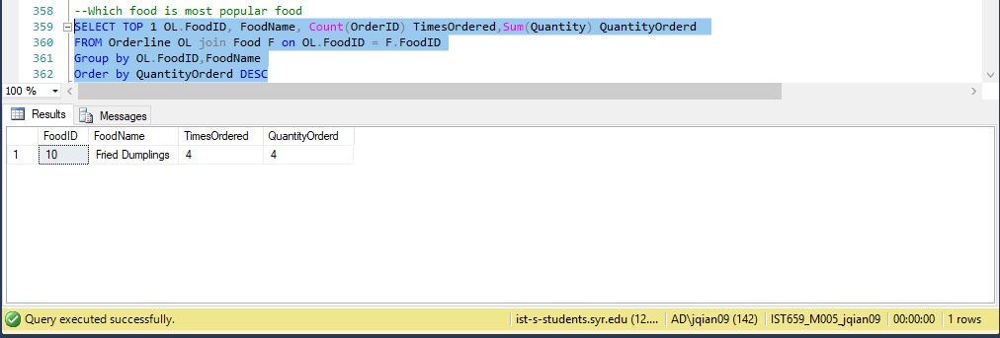 358 --Which food is most popular food
359 SELECT TOP 1 OL.FoodID, FoodName, Count(OrderID) TimesOrdered,Sum(Quantity) QuantityOrderd
360 FROM Orderline OL join Food F on OL.FoodID = F.FoodID
361 Group by OL.FoodID,FoodName
362 Order by QuantityOrderd DESC
100 %
Results Messages
FoodID FoodName TimesOrdered QuantityOrderd
1 10 Fried Dumplings 4 4
Query executed successfully. ist-s-students.syr.edu (12.... AD\jqian09 (142) IST659_M005_jqian09 00:00:00 1 rows